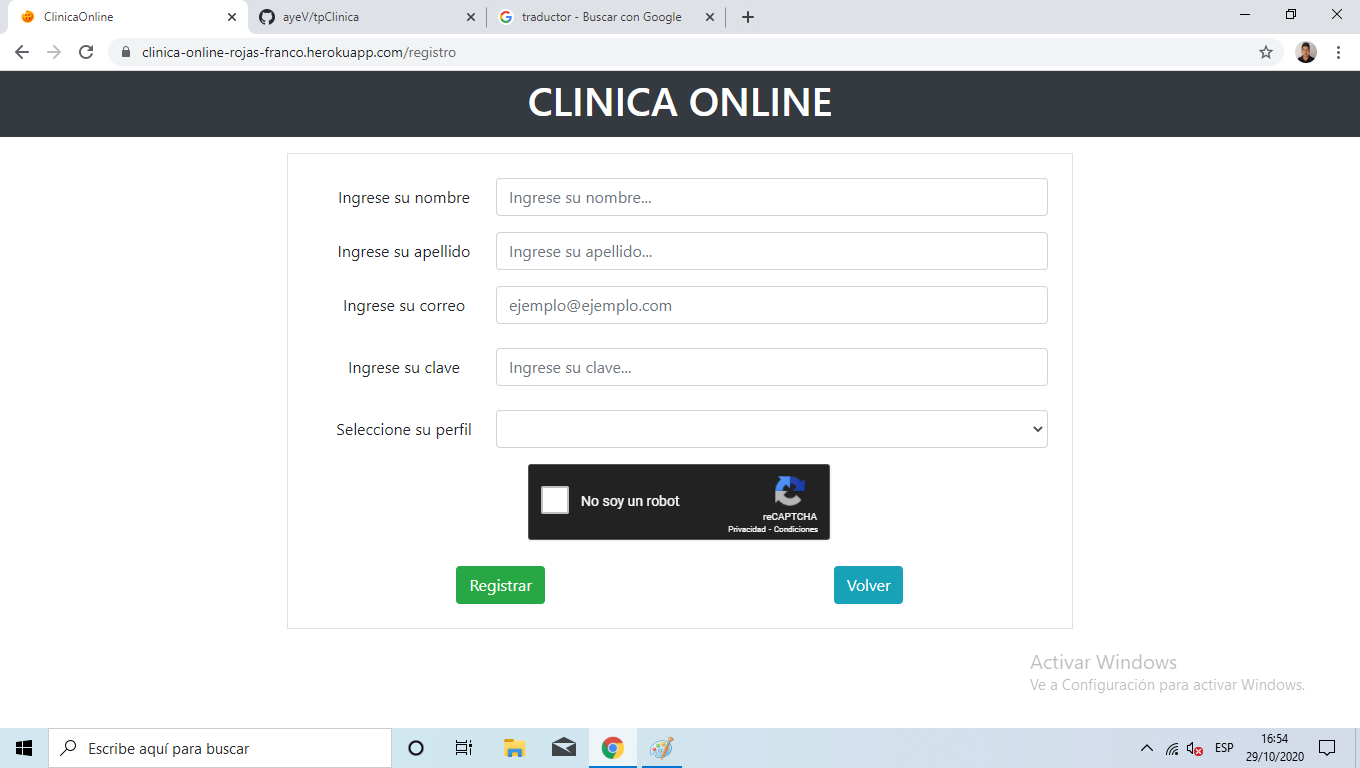 ClinicaOnline
ayeV/tpClinica
traductor - Buscar con Google
clinica-online-rojas-franco.herokuapp.com/registro
CLINICA ONLINE
Ingrese su nombre
Ingrese su nombre...
Ingrese su apellido
Ingrese su apellido...
Ingrese su correo
ejemplo@ejemplo.com
Ingrese su clave
Ingrese su clave...
Seleccione su perfil
No soy un robot
reCAPTCHA
Privacidad - Condiciones
Registrar
Volver
Activar Windows
Ve a Configuración para activar Windows.
Escribe aquí para buscar
ESP
16:54
29/10/2020